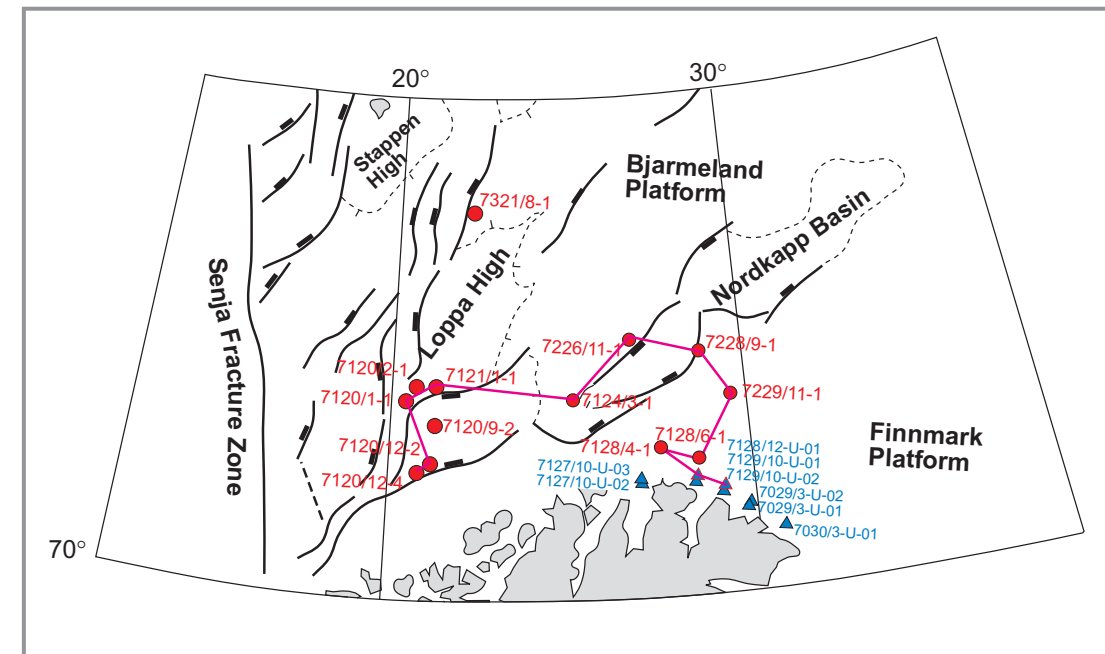 20°
30°
Stappen
High
Bjarmeland
Platform
7321/8-1
Nordkapp Basin
Senja Fracture Zone
Loppa High
7226/11-1
7228/9-1
7120/2-1
7121/1-1
7120/1-1
7124/3-1
7229/11-1
7120/9-2
7128/6-1
7128/4-1
7120/12-2
7120/12-4
7128/12-U-01
7129/10-U-01
7129/10-U-02
7127/10-U-03
7127/10-U-02
7029/3-U-02
7029/3-U-01
7030/3-U-01
Finnmark
Platform
70°